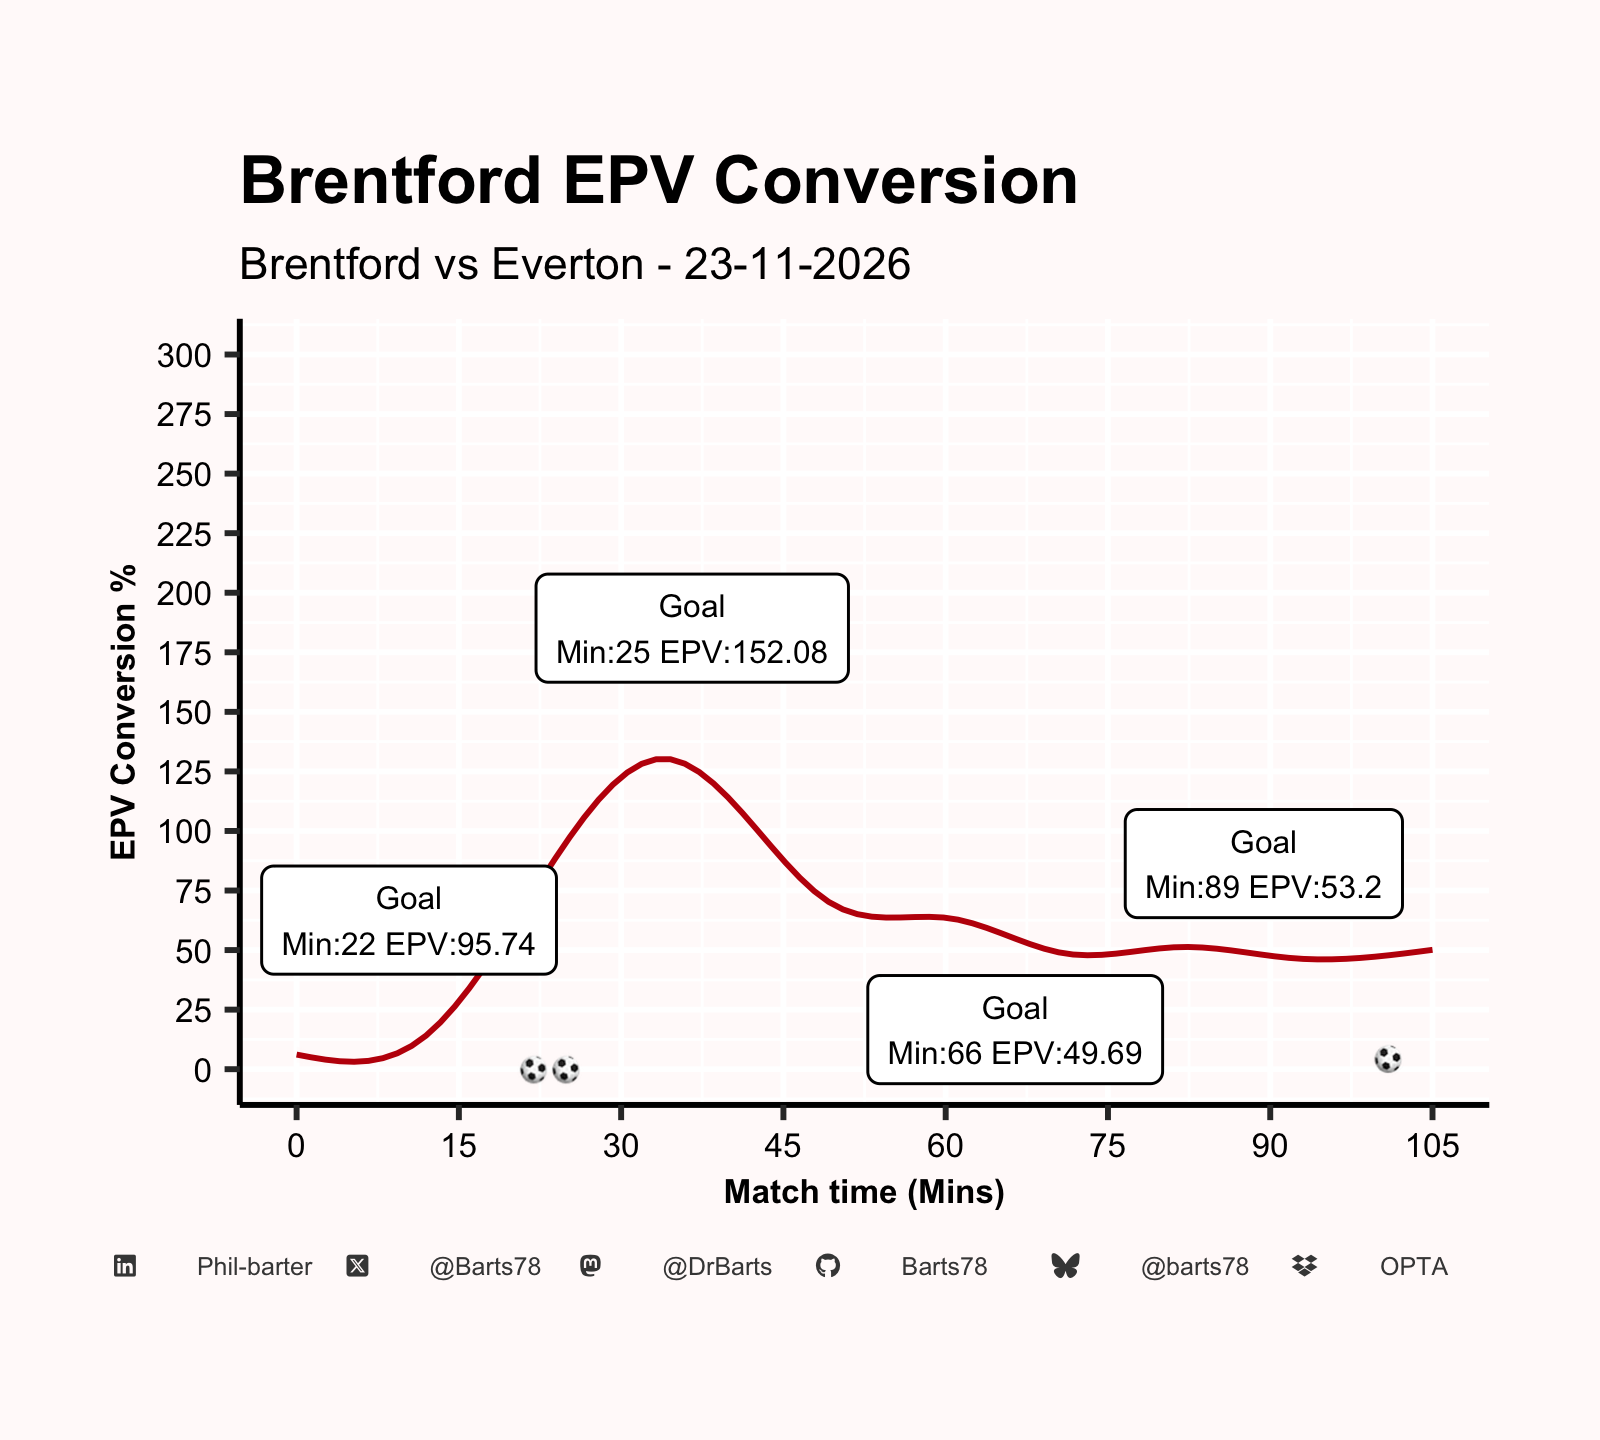 Brentford EPV Conversion
Brentford vs Everton - 23-11-2026
EPV Conversion %
300
275
250
225
200
175
150
125
100
75
50
25
0
Goal
Min:25 EPV:152.08
Goal
Min:89 EPV:53.2
Goal
Min:22 EPV:95.74
Goal
Min:66 EPV:49.69
0 15 30 45 60 75 90 105
Match time (Mins)
Phil-barter @Barts78 @DrBarts Barts78 @barts78 OPTA